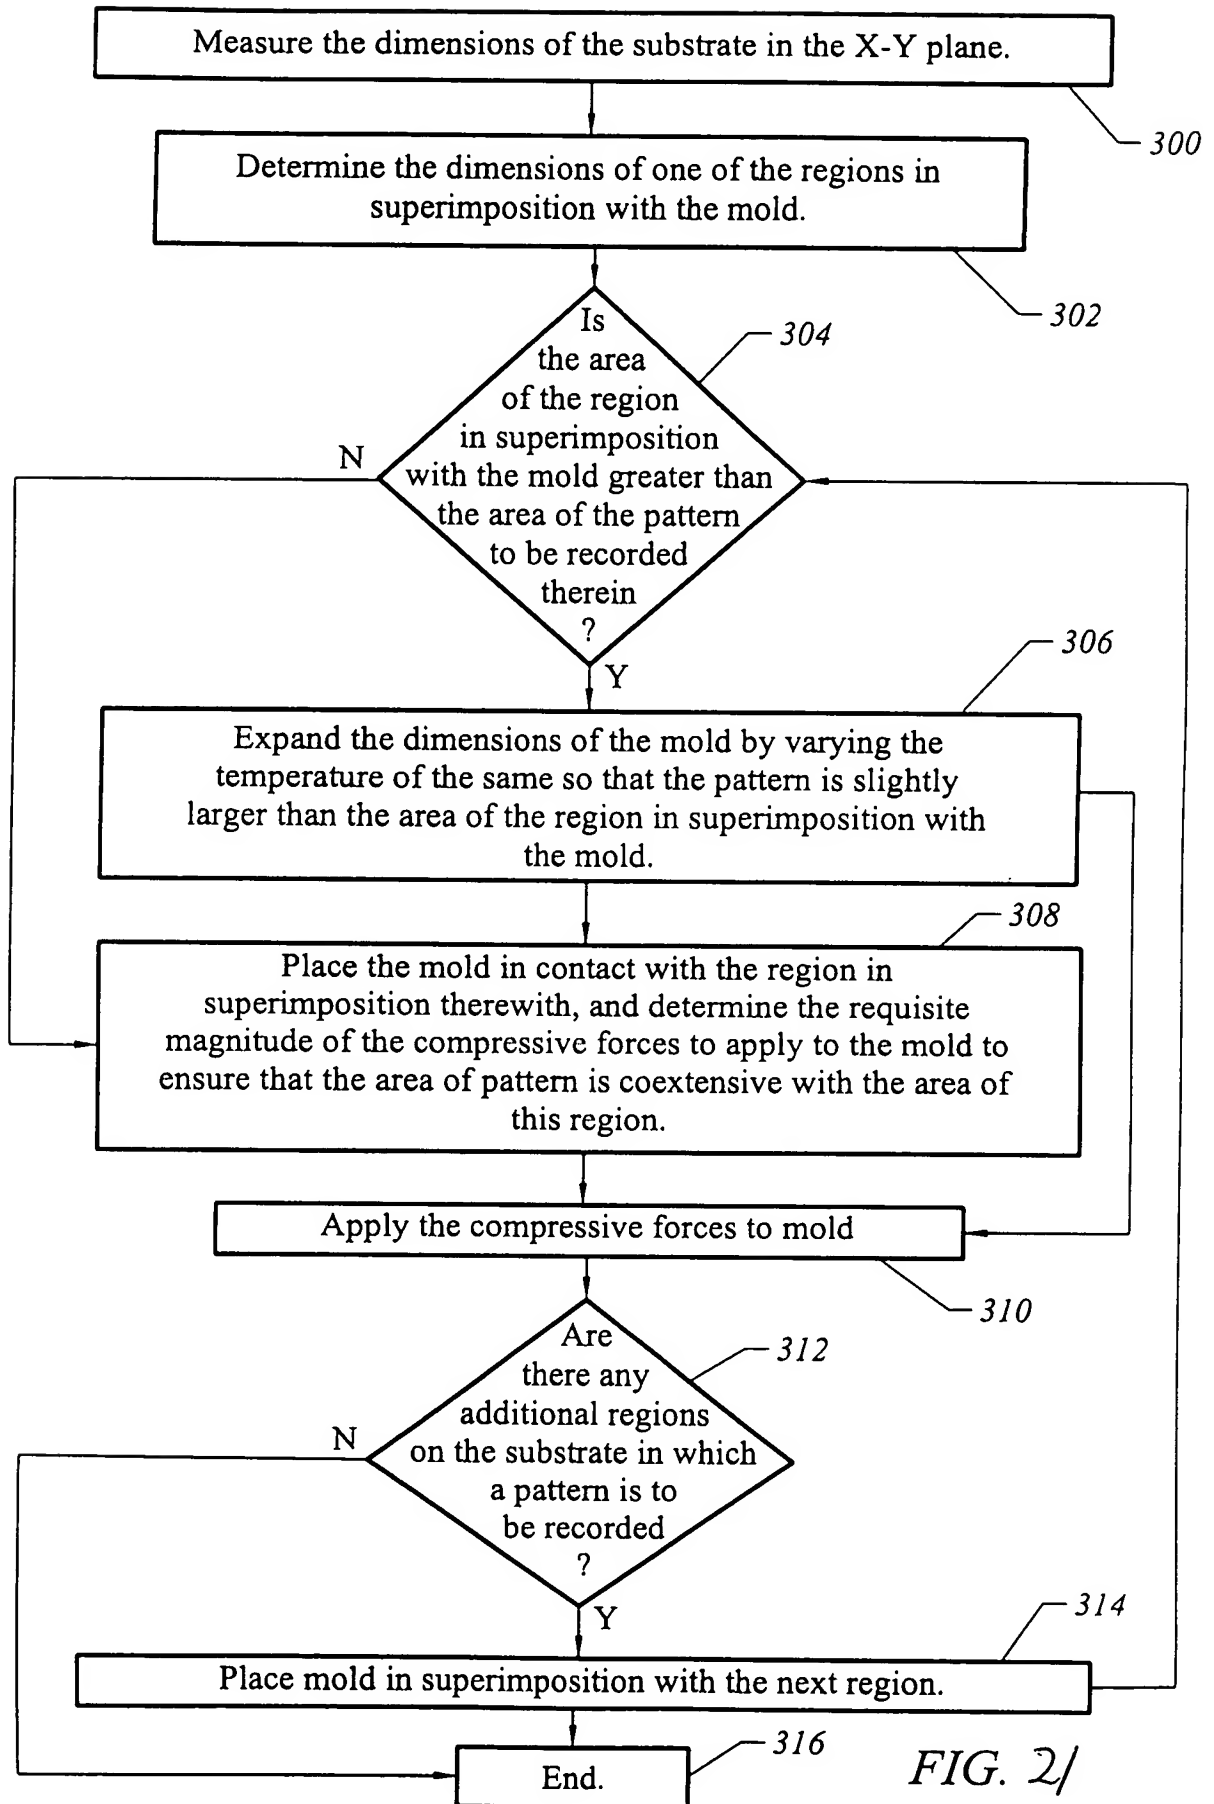 Measure the dimensions of the substrate in the X-Y plane.
300
Determine the dimensions of one of the regions in
superimposition with the mold.
302
Is
the area
of the region
in superimposition
with the mold greater than
the area of the pattern
to be recorded
therein
?
304
N
Y
306
Expand the dimensions of the mold by varying the
temperature of the same so that the pattern is slightly
larger than the area of the region in superimposition with
the mold.
308
Place the mold in contact with the region in
superimposition therewith, and determine the requisite
magnitude of the compressive forces to apply to the mold to
ensure that the area of pattern is coextensive with the area of
this region.
Apply the compressive forces to mold
310
Are
there any
additional regions
on the substrate in which
a pattern is to
be recorded
?
312
N
Y
314
Place mold in superimposition with the next region.
316
End.
FIG. 21